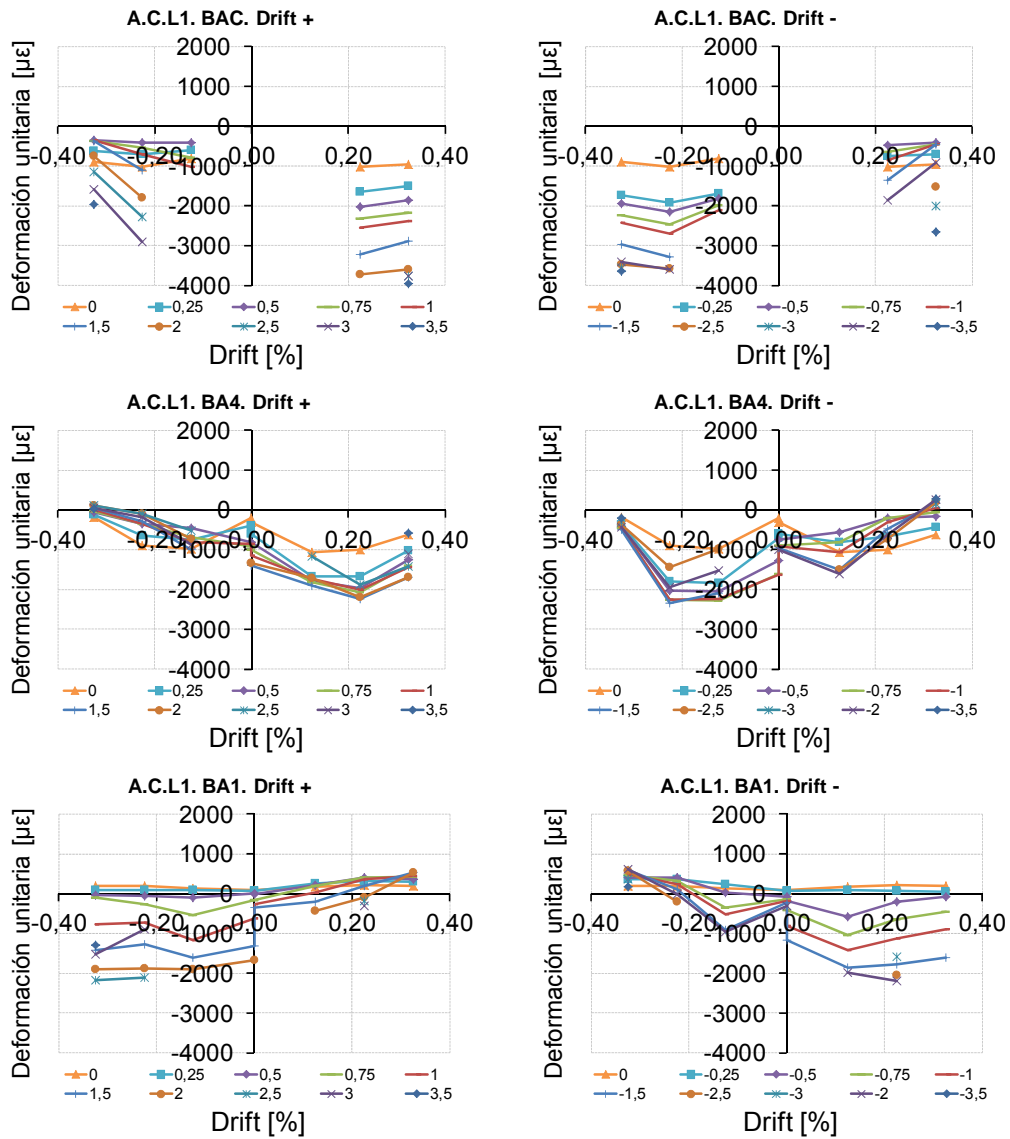 A.C.L1. BAC. Drift +
Deformación unitaria [με]
2000
1000
0
-1000
-2000
-3000
-4000
-0,40 -0,20 0,00 0,20 0,40
0 0,25 0,5 0,75 1
1,5 2 2,5 3 3,5
Drift [%]
A.C.L1. BAC. Drift -
Deformación unitaria [με]
2000
1000
0
-1000
-2000
-3000
-4000
-0,40 -0,20 0,00 0,20 0,40
0 -0,25 -0,5 -0,75 -1
-1,5 -2,5 -3 -2 -3,5
Drift [%]
A.C.L1. BA4. Drift +
Deformación unitaria [με]
2000
1000
0
-1000
-2000
-3000
-4000
-0,40 -0,20 0,00 0,20 0,40
0 0,25 0,5 0,75 1
1,5 2 2,5 3 3,5
Drift [%]
A.C.L1. BA4. Drift -
Deformación unitaria [με]
2000
1000
0
-1000
-2000
-3000
-4000
-0,40 -0,20 0,00 0,20 0,40
0 -0,25 -0,5 -0,75 -1
-1,5 -2,5 -3 -2 -3,5
Drift [%]
A.C.L1. BA1. Drift +
Deformación unitaria [με]
2000
1000
0
-1000
-2000
-3000
-4000
-0,40 -0,20 0,00 0,20 0,40
0 0,25 0,5 0,75 1
1,5 2 2,5 3 3,5
Drift [%]
A.C.L1. BA1. Drift -
Deformación unitaria [με]
2000
1000
0
-1000
-2000
-3000
-4000
-0,40 -0,20 0,00 0,20 0,40
0 -0,25 -0,5 -0,75 -1
-1,5 -2,5 -3 -2 -3,5
Drift [%]